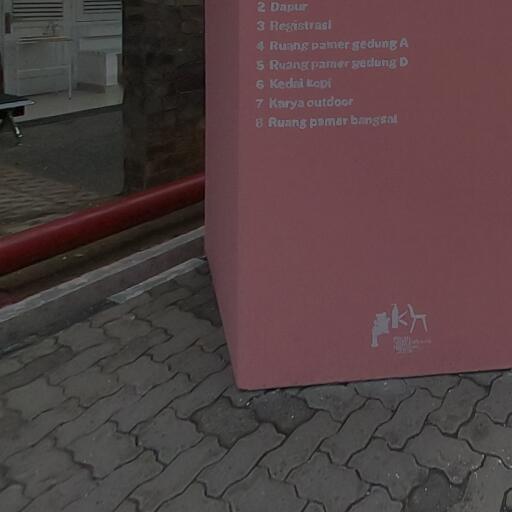 2 Dapur
3 Registrasi
4 Ruang pamer gedung A
5 Ruang pamer gedung D
6 Kedai kopi
7 Karya outdoor
8 Ruang pamer bangsal